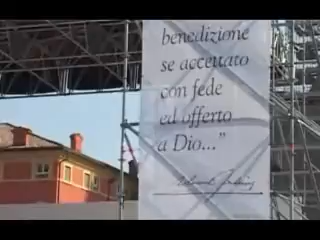 benedizione
se accettato
con fede
ed offerto
a Dio..."